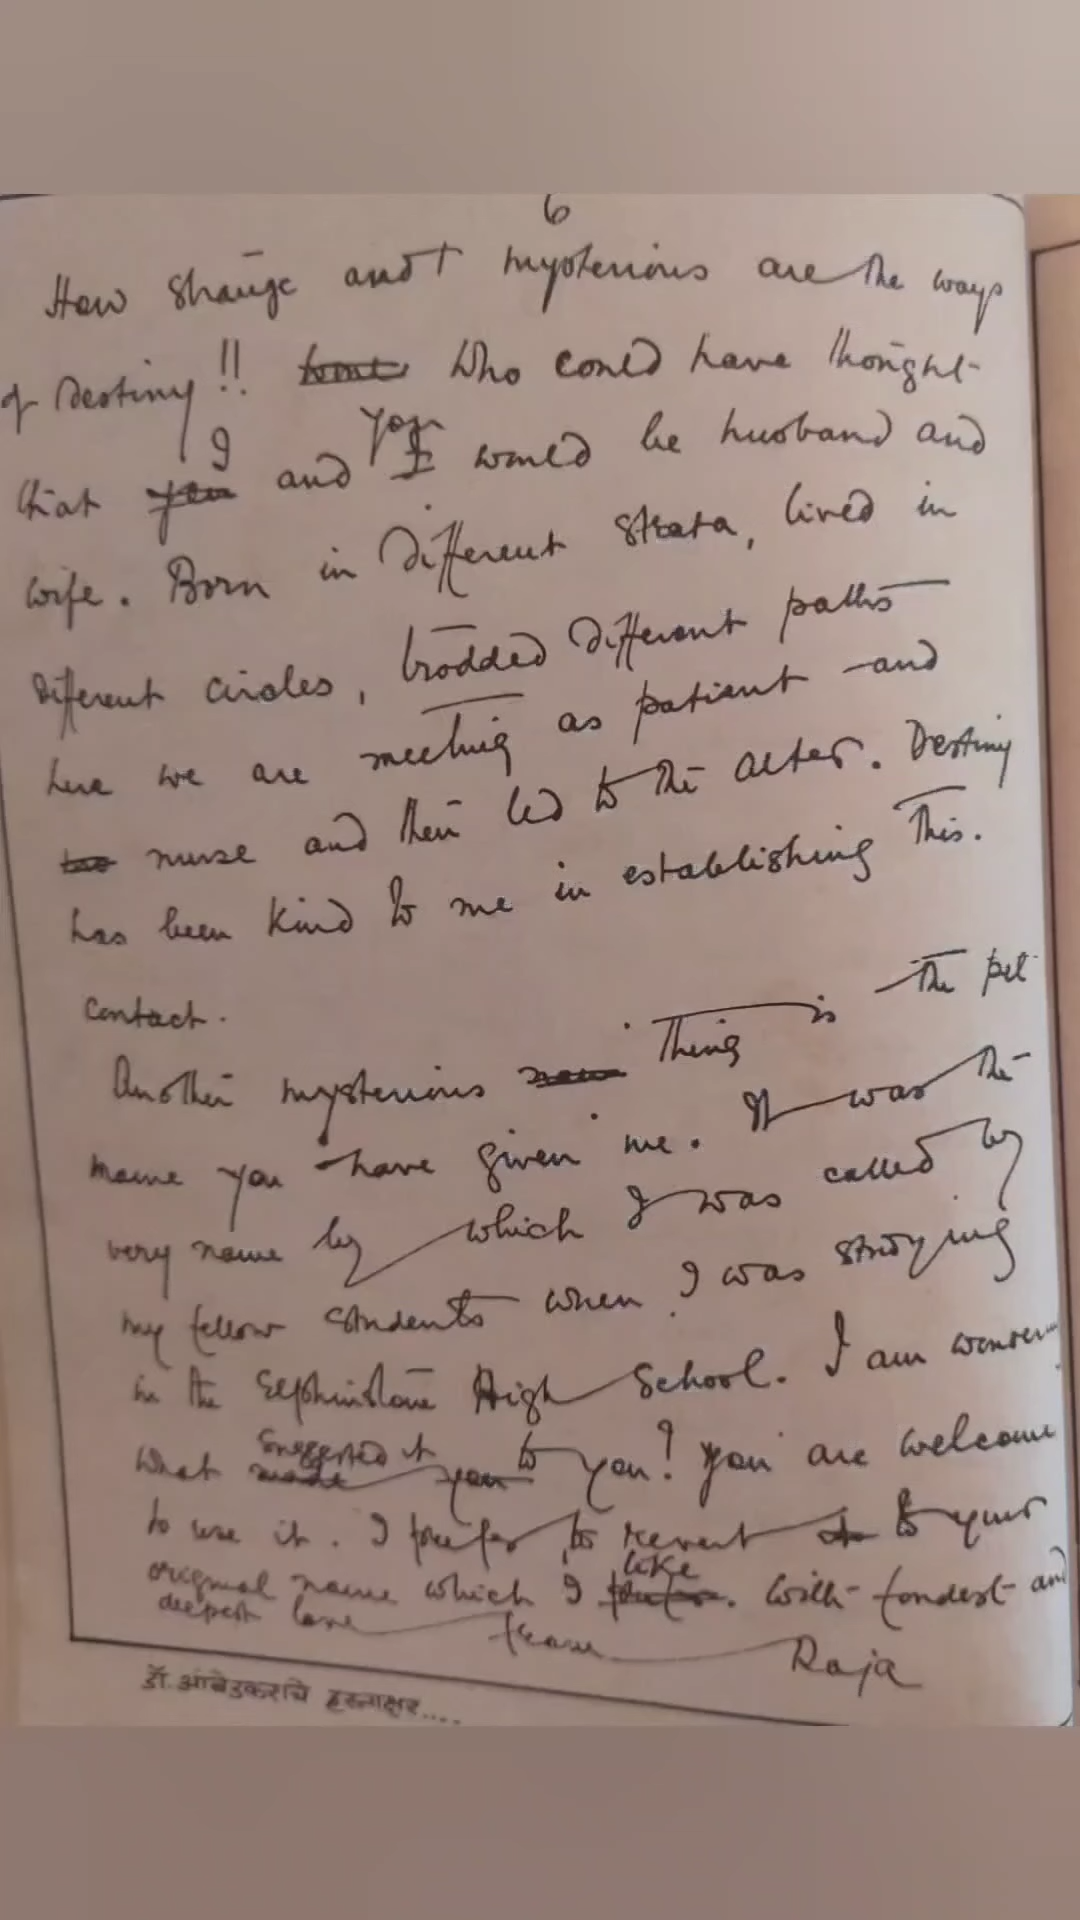 6
How strange and mysterious are the ways
of Destiny!! Who could have thought
that I and you would be husband and
wife. Born in different strata, lived in
different circles, trodded different paths
here we are meeting as patient and
nurse and then led to the alter. Destiny
has been kind to me in establishing This.
contact.
Another mysterious Thing is the pet
name you have given me. It was the
very name by which I was called by
my fellow students when I was studying
in the Elphinstone High School. I am
what suggested it to you! You are welcome
to use it. I prefer to revert to your
original name which I like. With fondest and
deepest love from Raja
डॉ. आंबेडकरांचे हस्ताक्षर....